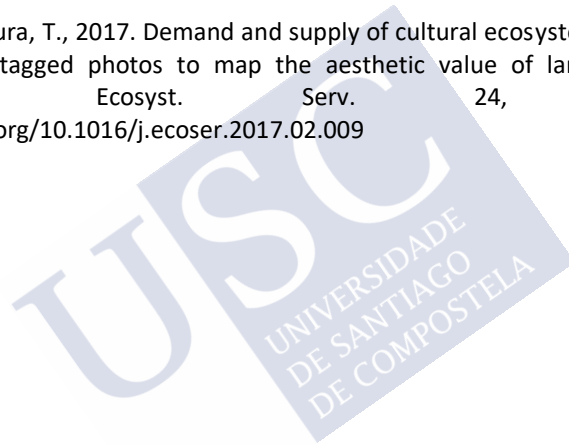 ura, T., 2017. Demand and supply of cultural ecosyste
tagged photos to map the aesthetic value of lar
Ecosyst. Serv. 24,
org/10.1016/j.ecoser.2017.02.009
USC
UNIVERSIDADE
DE SANTIAGO
DE COMPOSTELA